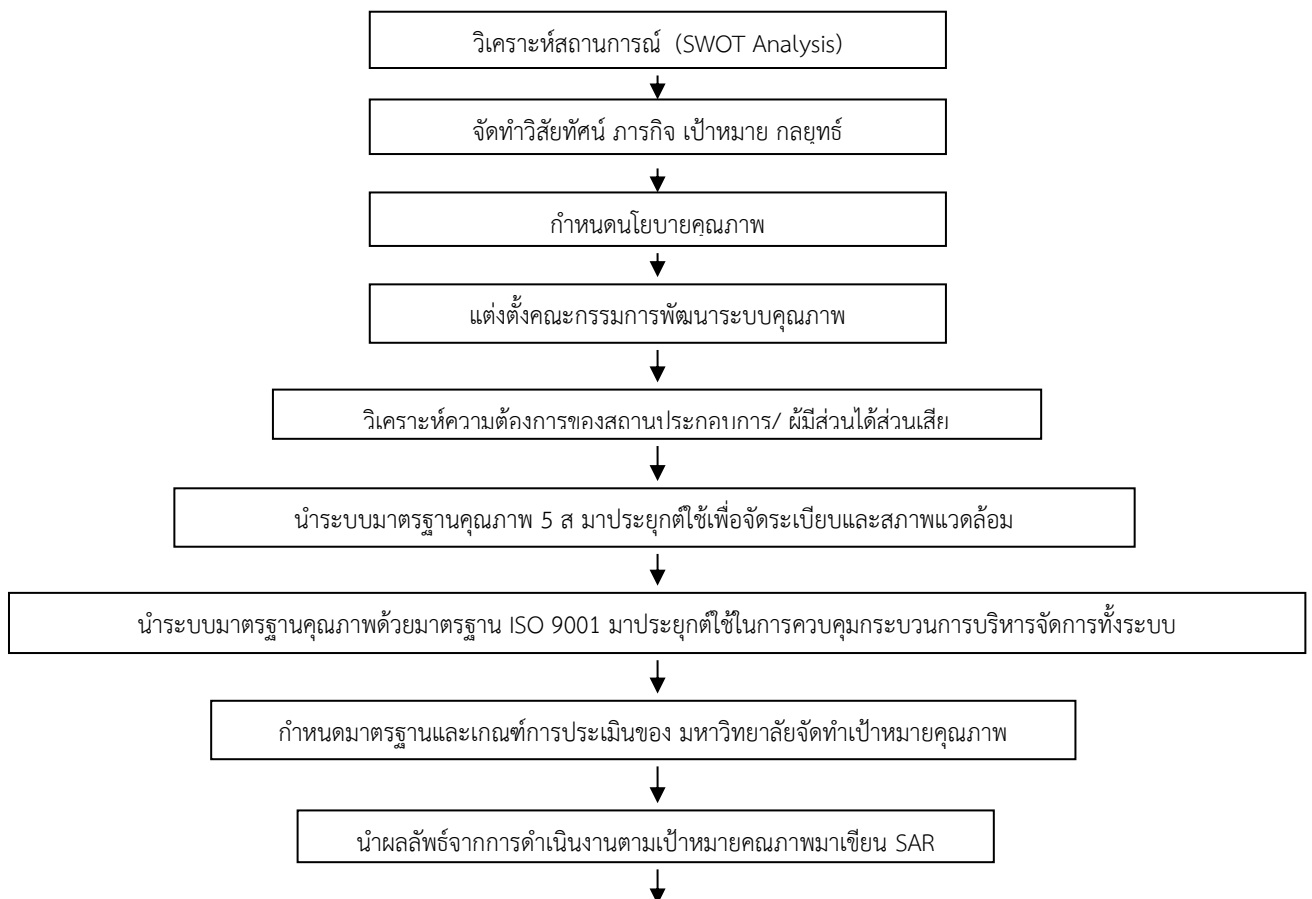 วิเคราะห์สถานการณ์ (SWOT Analysis)
จัดทำวิสัยทัศน์ ภารกิจ เป้าหมาย กลยุทธ์
กำหนดนโยบายคุณภาพ
แต่งตั้งคณะกรรมการพัฒนาระบบคุณภาพ
วิเคราะห์ความต้องการของสถานประกอบการ/ ผู้มีส่วนได้ส่วนเสีย
นำระบบมาตรฐานคุณภาพ 5 ส มาประยุกต์ใช้เพื่อจัดระเบียบและสภาพแวดล้อม
นำระบบมาตรฐานคุณภาพด้วยมาตรฐาน ISO 9001 มาประยุกต์ใช้ในการควบคุมกระบวนการบริหารจัดการทั้งระบบ
กำหนดมาตรฐานและเกณฑ์การประเมินของ มหาวิทยาลัยจัดทำเป้าหมายคุณภาพ
นำผลลัพธ์จากการดำเนินงานตามเป้าหมายคุณภาพมาเขียน SAR